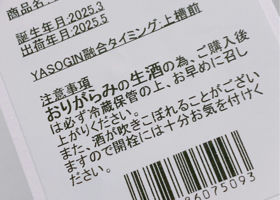 商品名:
誕生年月:2025.3
出荷年月:2025.5
YASOGIN融合タイミング:上槽前
注意事項
おりがらみの生酒の為、ご購入後
は必ず冷蔵保管の上、お早めに召し
上がりください。
また、酒が吹きこぼれることがござい
ますので開栓には十分お気を付けく
ださい。
86075093